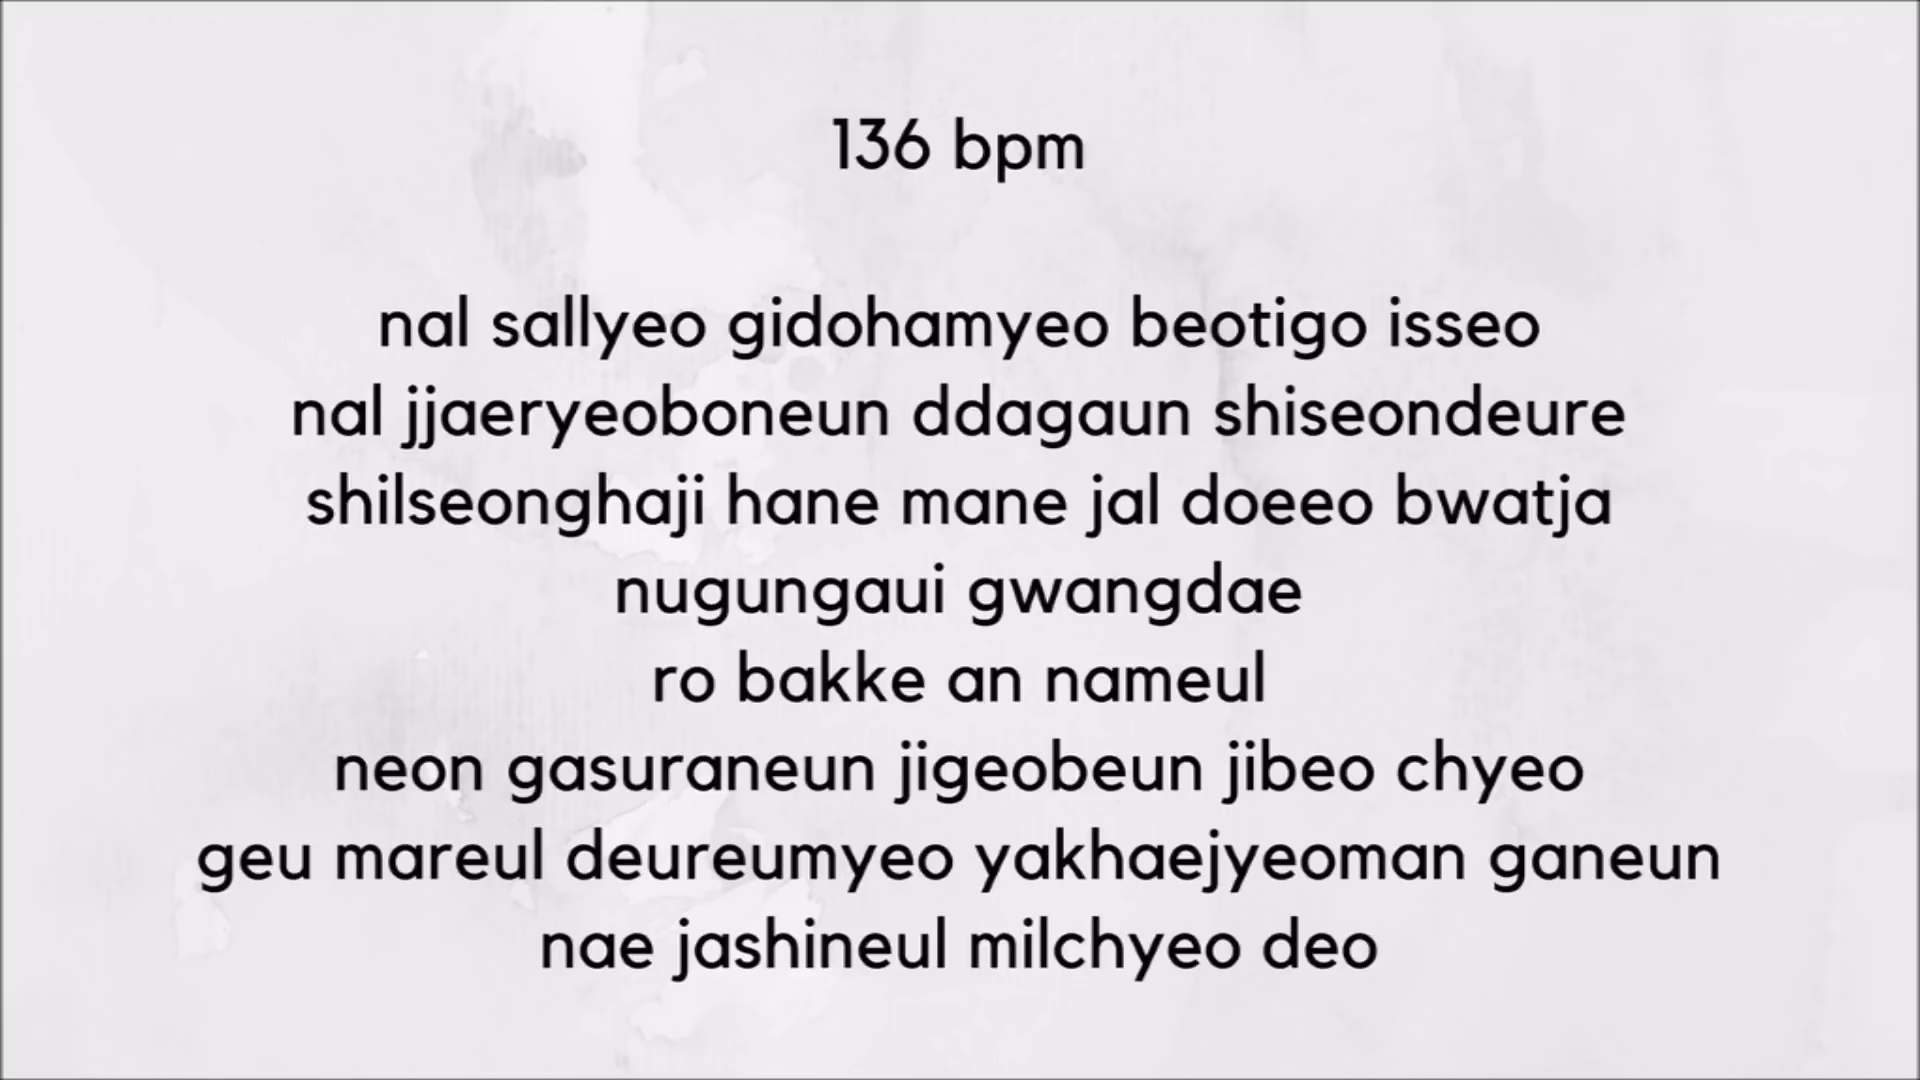 136 bpm
nal sallyeo gidohamyeo beotigo isseo
nal jjaeryeoboneun ddagaun shiseondeure
shilseonghaji hane mane jal doeeo bwatja
nugungaui gwangdae
ro bakke an nameul
neon gasuraneun jigeobeun jibeo chyeo
geu mareul deureumyeo yakhaejyeoman ganeun
nae jashineul milchyeo deo